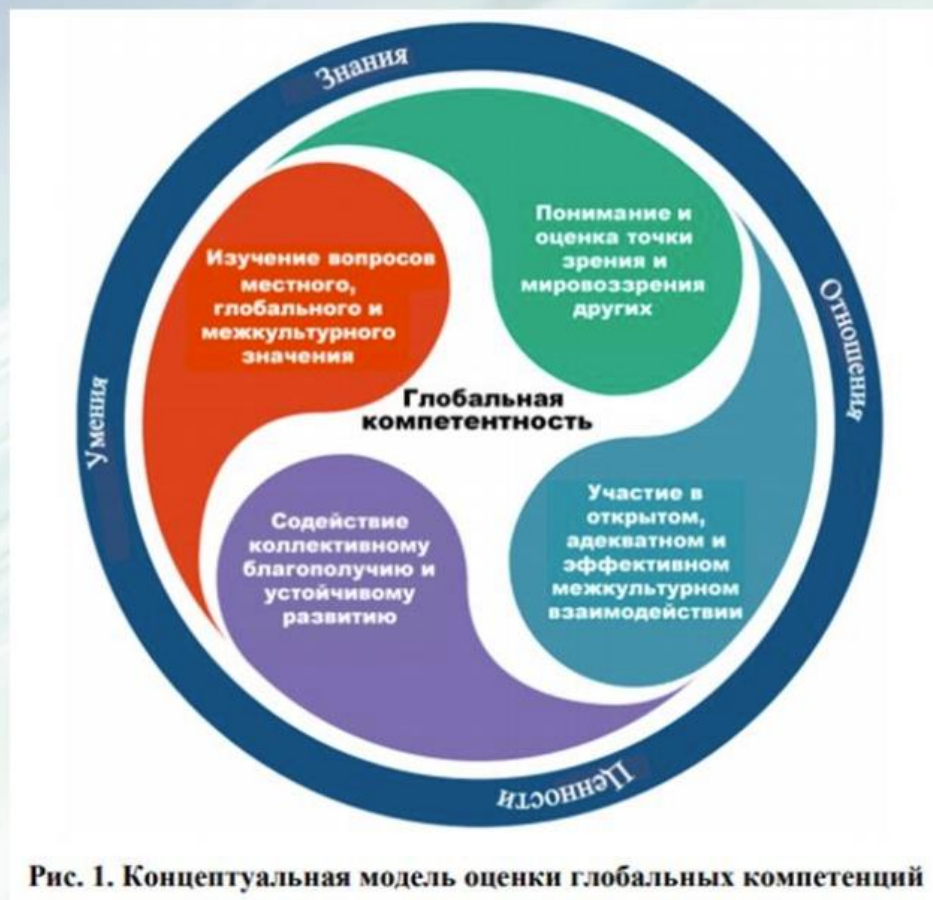 Знания
Понимание и
оценка точки
зрения и
мировоззрения
других
Изучение вопросов
местного,
глобального и
межкультурного
значения
Отношения
Глобальная
компетентность
Умения
Участие в
открытом,
адекватном и
эффективном
межкультурном
взаимодействии
Содействие
коллективному
благополучию и
устойчивому
развитию
Ценности
Рис. 1. Концептуальная модель оценки глобальных компетенций